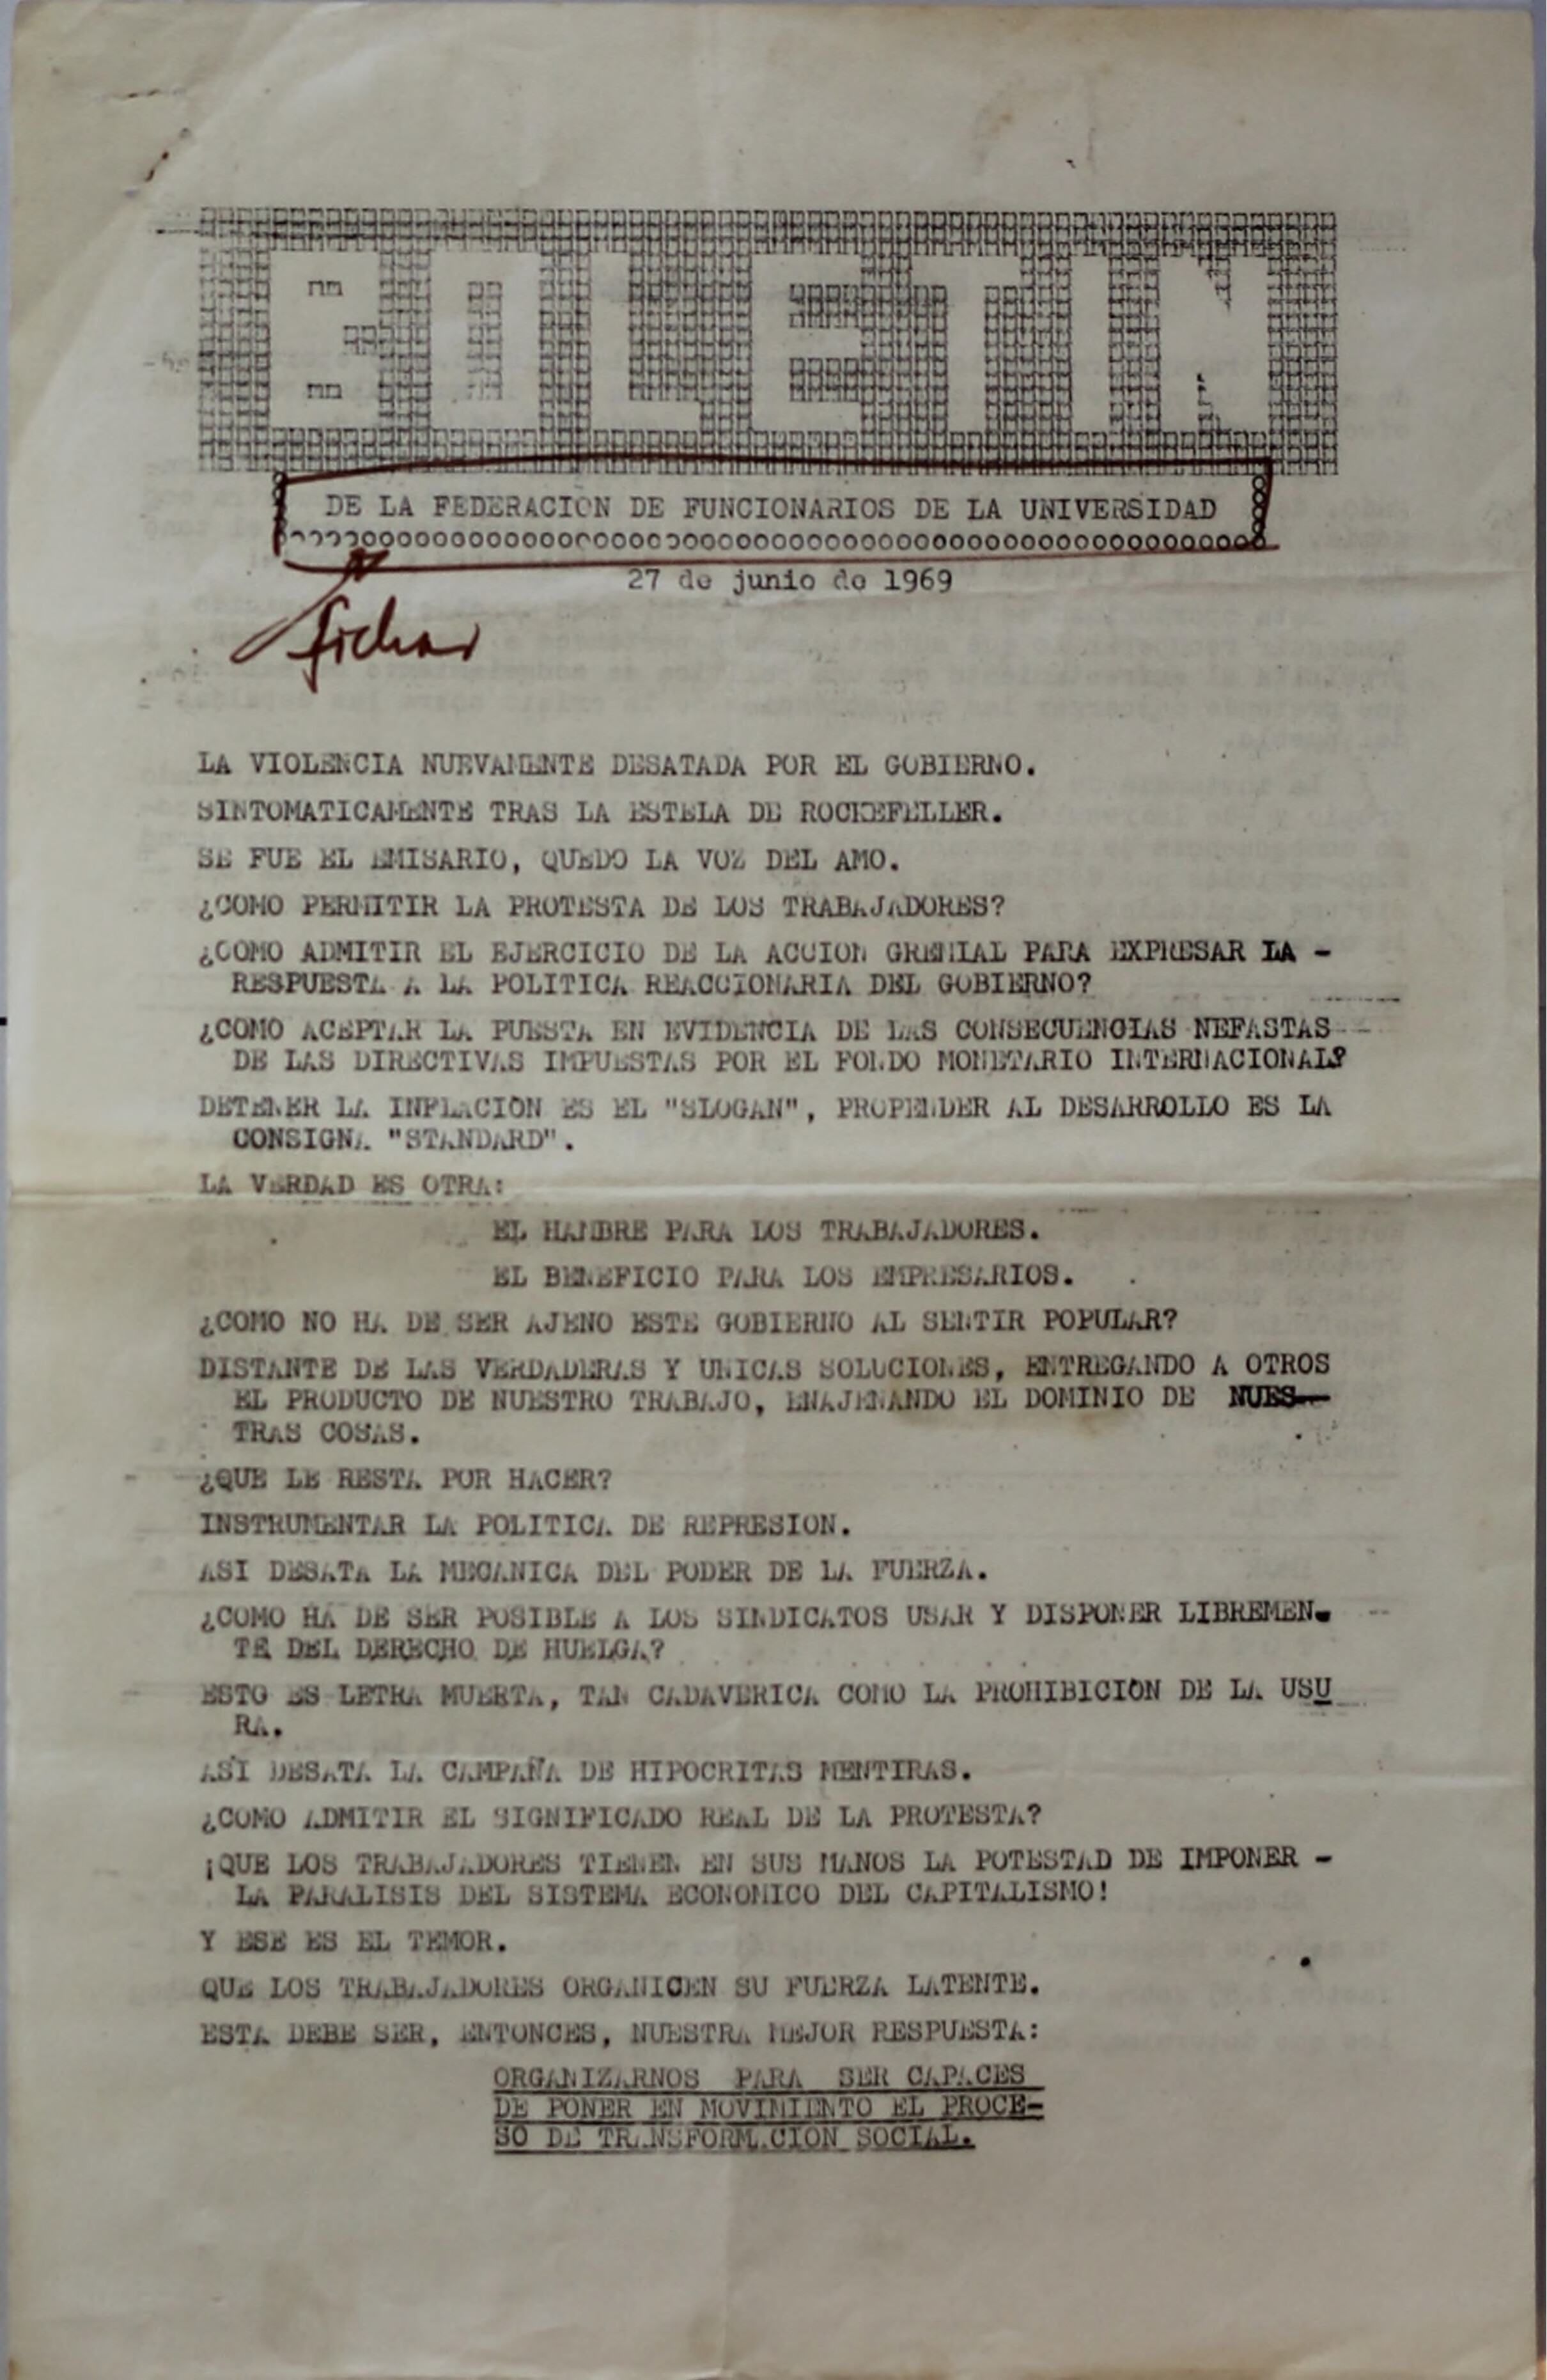 BOLETIN
DE LA FEDERACION DE FUNCIONARIOS DE LA UNIVERSIDAD
27 de junio de 1969
fichar
LA VIOLENCIA NUEVAMENTE DESATADA POR EL GOBIERNO.
SINTOMATICAMENTE TRAS LA ESTELA DE ROCKEFELLER.
SE FUE EL EMISARIO, QUEDO LA VOZ DEL AMO.
¿COMO PERMITIR LA PROTESTA DE LOS TRABAJADORES?
¿COMO ADMITIR EL EJERCICIO DE LA ACCION GREMIAL PARA EXPRESAR LA -
RESPUESTA A LA POLITICA REACCIONARIA DEL GOBIERNO?
¿COMO ACEPTAR LA PUESTA EN EVIDENCIA DE LAS CONSECUENCIAS NEFASTAS
DE LAS DIRECTIVAS IMPUESTAS POR EL FONDO MONETARIO INTERNACIONAL?
DETENER LA INFLACION ES EL "SLOGAN", PROPENDER AL DESARROLLO ES LA
CONSIGNA "STANDARD".
LA VERDAD ES OTRA:
EL HAMBRE PARA LOS TRABAJADORES.
EL BENEFICIO PARA LOS EMPRESARIOS.
¿COMO NO HA DE SER AJENO ESTE GOBIERNO AL SENTIR POPULAR?
DISTANTE DE LAS VERDADERAS Y UNICAS SOLUCIONES, ENTREGANDO A OTROS
EL PRODUCTO DE NUESTRO TRABAJO, ENAJENANDO EL DOMINIO DE NUES-
TRAS COSAS.
¿QUE LE RESTA POR HACER?
INSTRUMENTAR LA POLITICA DE REPRESION.
ASI DESATA LA MECANICA DEL PODER DE LA FUERZA.
¿COMO HA DE SER POSIBLE A LOS SINDICATOS USAR Y DISPONER LIBREMEN-
TE DEL DERECHO DE HUELGA?
ESTO ES LETRA MUERTA, TAN CADAVERICA COMO LA PROHIBICION DE LA USU
RA.
ASI DESATA LA CAMPAÑA DE HIPOCRITAS MENTIRAS.
¿COMO ADMITIR EL SIGNIFICADO REAL DE LA PROTESTA?
¡QUE LOS TRABAJADORES TIENEN EN SUS MANOS LA POTESTAD DE IMPONER -
LA PARALISIS DEL SISTEMA ECONOMICO DEL CAPITALISMO!
Y ESE ES EL TEMOR.
QUE LOS TRABAJADORES ORGANICEN SU FUERZA LATENTE.
ESTA DEBE SER, ENTONCES, NUESTRA MEJOR RESPUESTA:
ORGANIZARNOS PARA SER CAPACES
DE PONER EN MOVIMIENTO EL PROCE-
SO DE TRANSFORMACION SOCIAL.